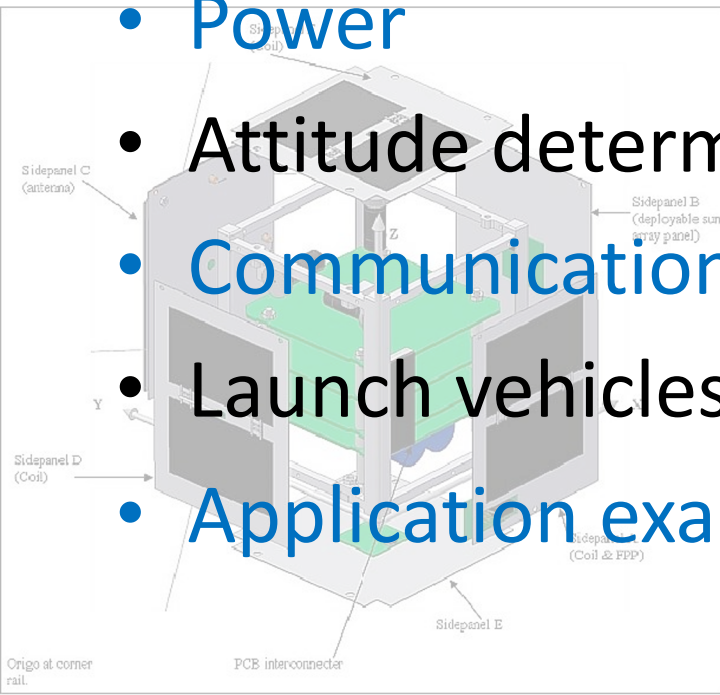 • Power
(Coil)
• Attitude determ
Sidepanel C
(antenna)
Sidepanel B
(deployable sun
array panel)
Z
• Communication
• Launch vehicles
Y
X
Sidepanel D
(Coil)
• Application exa
(Coil & FPP)
Sidepanel E
Origo at corner
rail.
PCB interconnecter